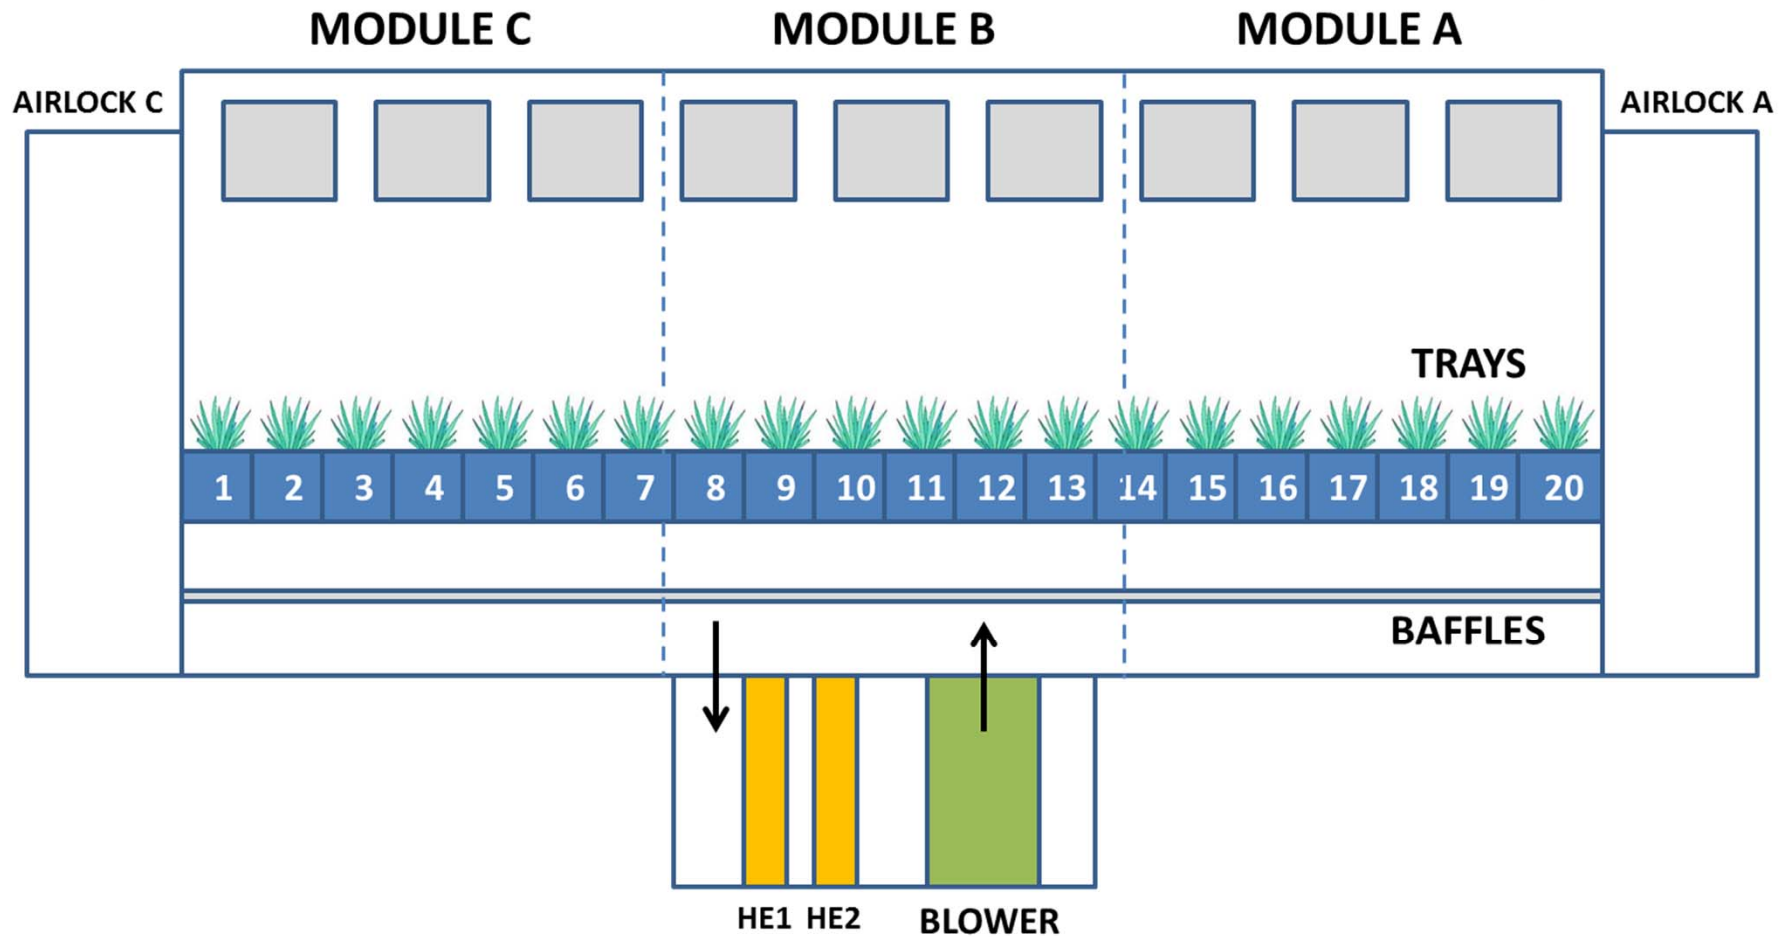 MODULE C MODULE B MODULE A
AIRLOCK C AIRLOCK A
TRAYS
1 2 3 4 5 6 7 8 9 10 11 12 13 14 15 16 17 18 19 20
BAFFLES
HE1 HE2 BLOWER